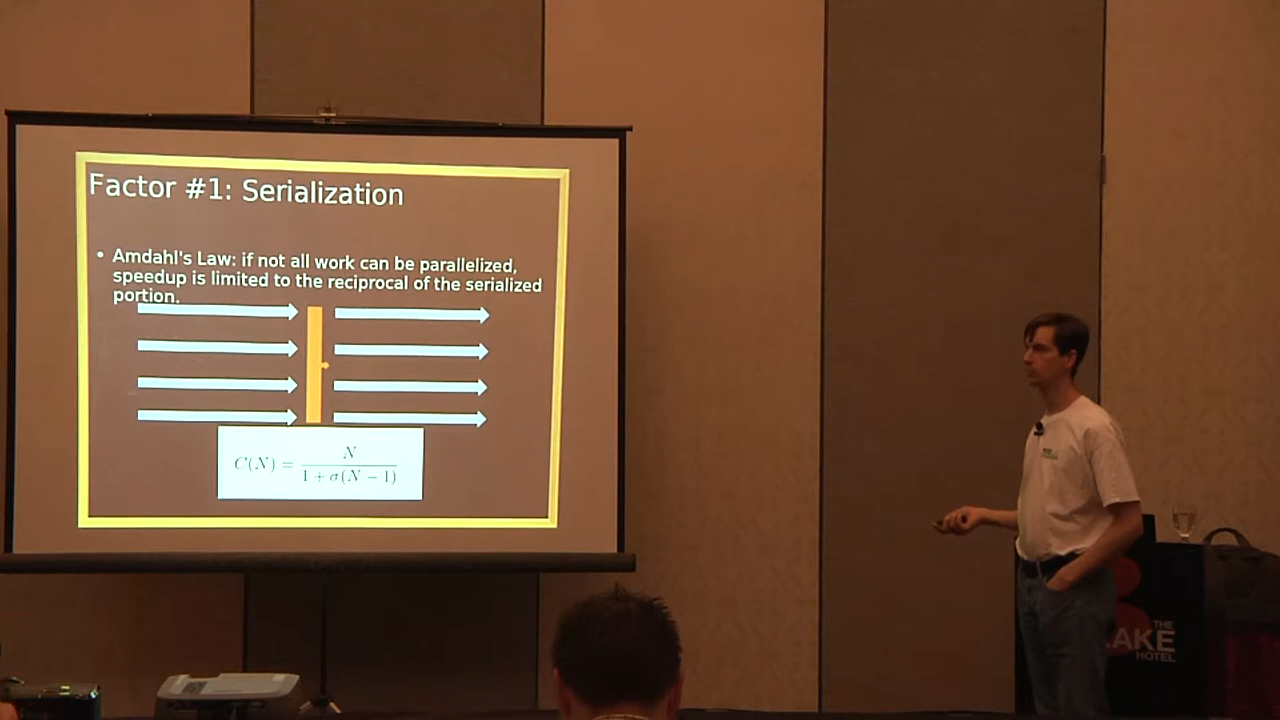 Factor #1: Serialization
• Amdahl's Law: if not all work can be parallelized,
speedup is limited to the reciprocal of the serialized
portion.
C(N) = N / 1 + σ(N − 1)
THE
AKE
HOTEL